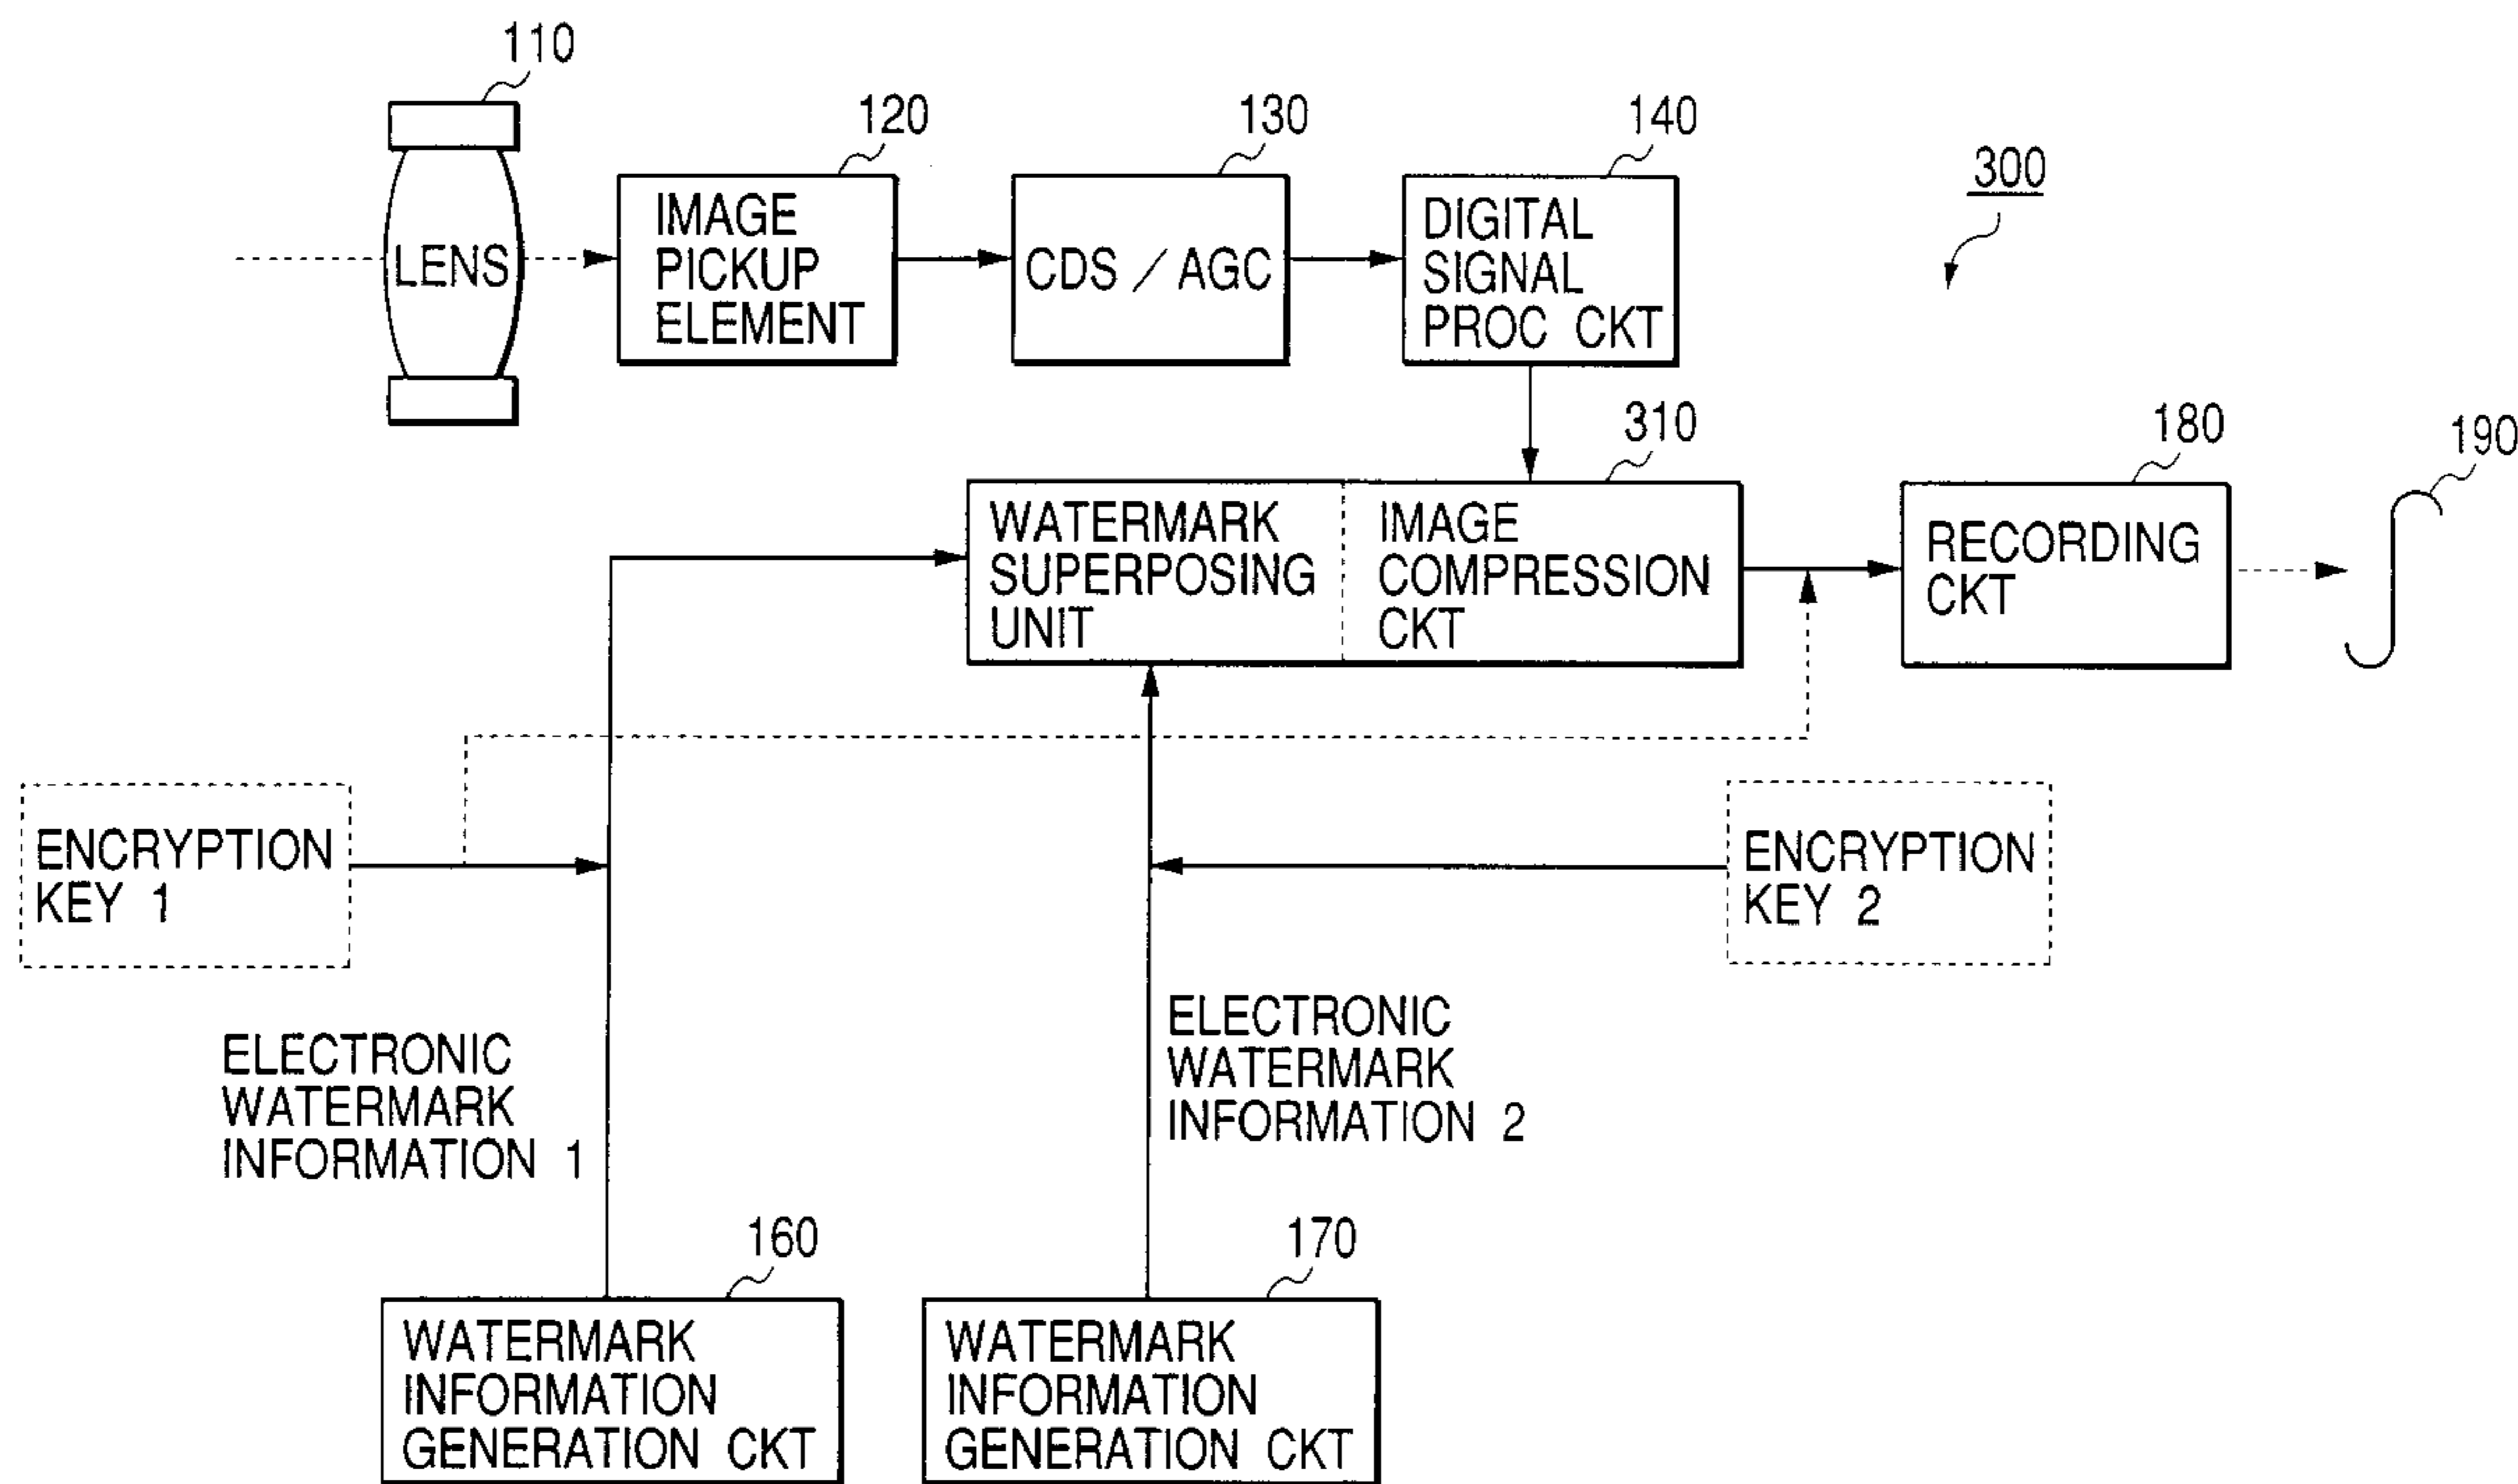 110
120
130
140
300
LENS
IMAGE
PICKUP
ELEMENT
CDS / AGC
DIGITAL
SIGNAL
PROC CKT
310
180
190
WATERMARK
SUPERPOSING
UNIT
IMAGE
COMPRESSION
CKT
RECORDING
CKT
ENCRYPTION
KEY 1
ENCRYPTION
KEY 2
ELECTRONIC
WATERMARK
INFORMATION 1
ELECTRONIC
WATERMARK
INFORMATION 2
160
170
WATERMARK
INFORMATION
GENERATION CKT
WATERMARK
INFORMATION
GENERATION CKT